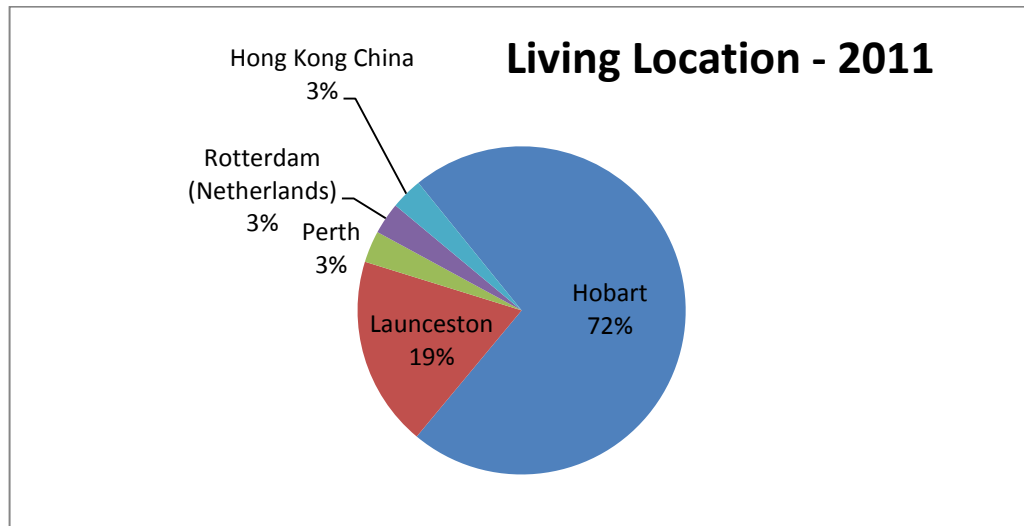 Living Location - 2011
Hong Kong China
3%
Rotterdam
(Netherlands)
3%
Perth
3%
Launceston
19%
Hobart
72%